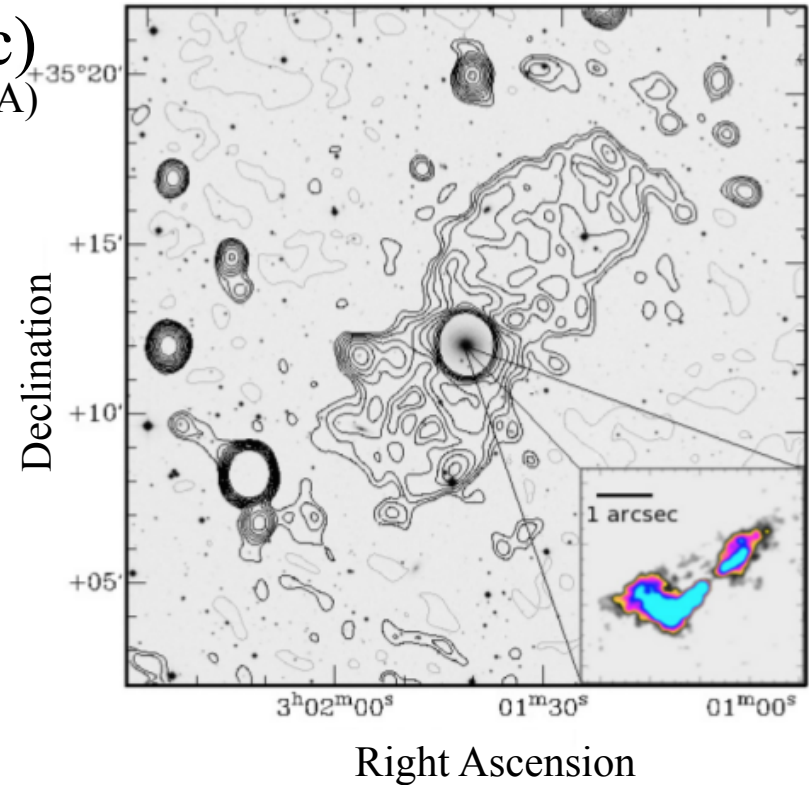 c)
A)
+35°20′
+15′
+10′
+05′
Declination
1 arcsec
3ʰ02ᵐ00ˢ 01ᵐ30ˢ 01ᵐ00ˢ
Right Ascension